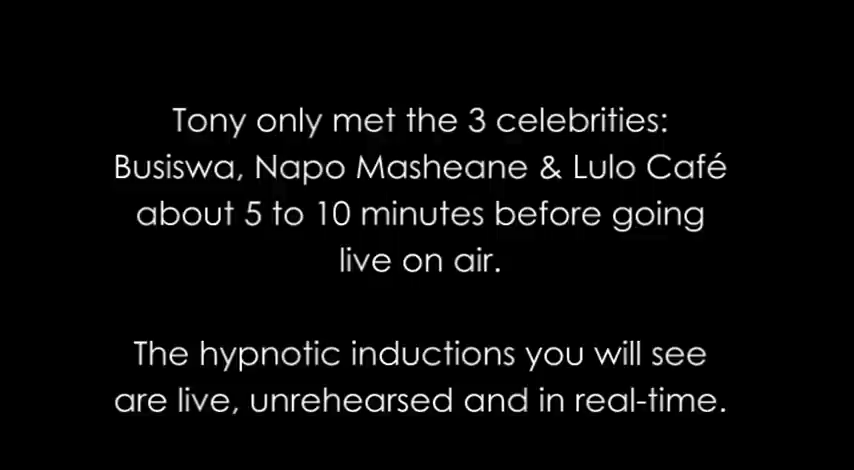 Tony only met the 3 celebrities:
Busiswa, Napo Masheane & Lulo Café
about 5 to 10 minutes before going
live on air.
The hypnotic inductions you will see
are live, unrehearsed and in real-time.